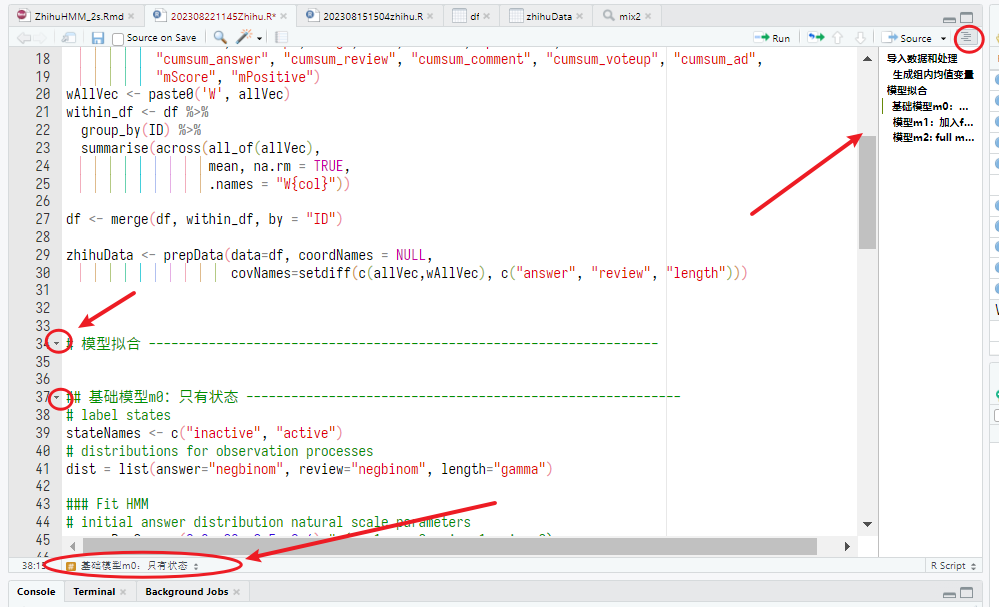 ZhihuHMM_2s.Rmd × 202308221145Zhihu.R* × 202308151504zhihu.R × df × zhihuData × mix2 ×
Source on Save Run Source
18 "cumsum_answer", "cumsum_review", "cumsum_comment", "cumsum_voteup", "cumsum_ad",
19 "mScore", "mPositive")
20 wAllVec <- paste0('W', allVec)
21 within_df <- df %>%
22 group_by(ID) %>%
23 summarise(across(all_of(allVec),
24 mean, na.rm = TRUE,
25 .names = "W{col}"))
26
27 df <- merge(df, within_df, by = "ID")
28
29 zhihuData <- prepData(data=df, coordNames = NULL,
30 covNames=setdiff(c(allVec,wAllVec), c("answer", "review", "length")))
31
32
33
34 # 模型拟合 --------------------------------------------------------------------
35
36
37 ## 基础模型m0：只有状态 ----------------------------------------------------------
38 # label states
39 stateNames <- c("inactive", "active")
40 # distributions for observation processes
41 dist = list(answer="negbinom", review="negbinom", length="gamma")
42
43 ### Fit HMM
44 # initial answer distribution natural scale parameters
45
导入数据和处理
生成组内均值变量
模型拟合
基础模型m0：...
模型m1：加入f...
模型m2: full m...
38:15 # 基础模型m0：只有状态 R Script
Console Terminal × Background Jobs ×